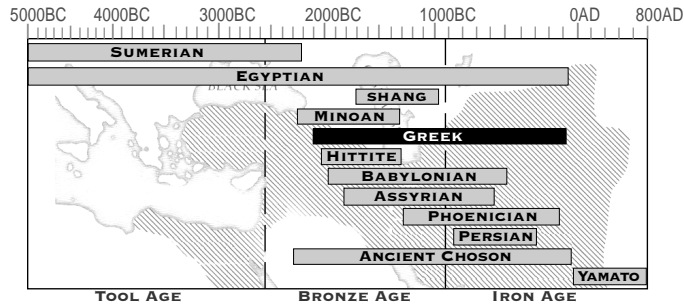 5000BC 4000BC 3000BC 2000BC 1000BC 0AD 800AD
SUMERIAN
EGYPTIAN
BLACK SEA
SHANG
MINOAN
GREEK
HITTITE
BABYLONIAN
ASSYRIAN
PHOENICIAN
PERSIAN
ANCIENT CHOSON
YAMATO
TOOL AGE BRONZE AGE IRON AGE